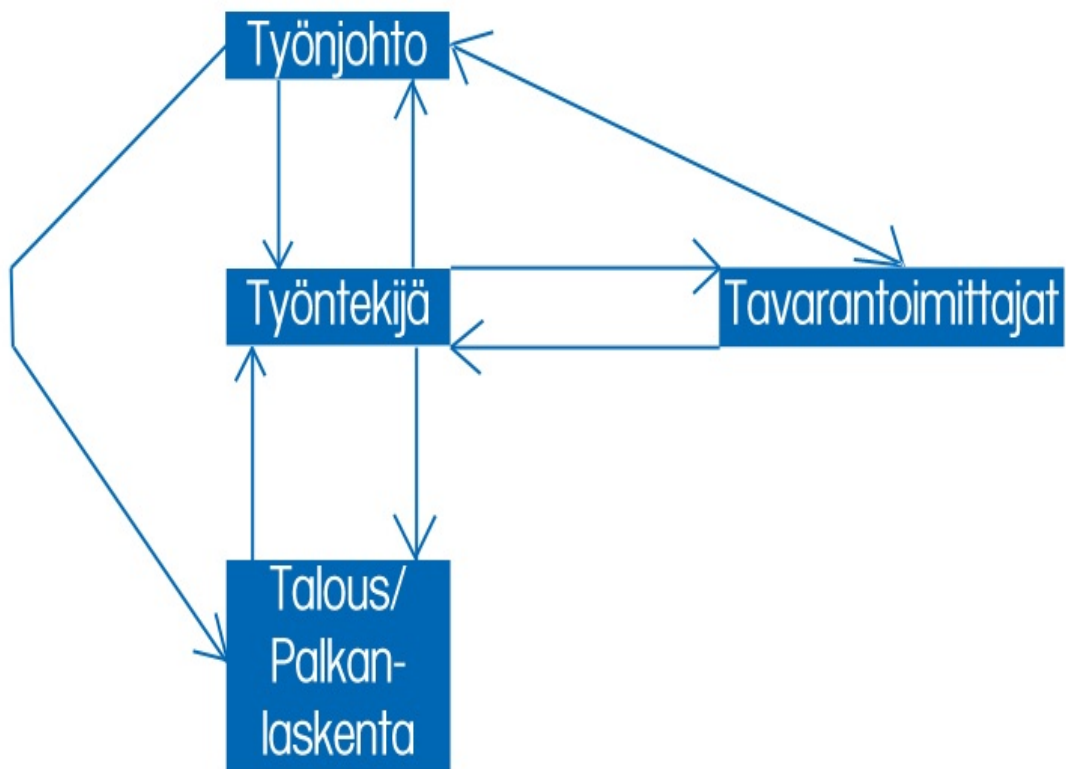 Työnjohto
Työntekijä
Tavarantoimittajat
Talous/
Palkan-
laskenta